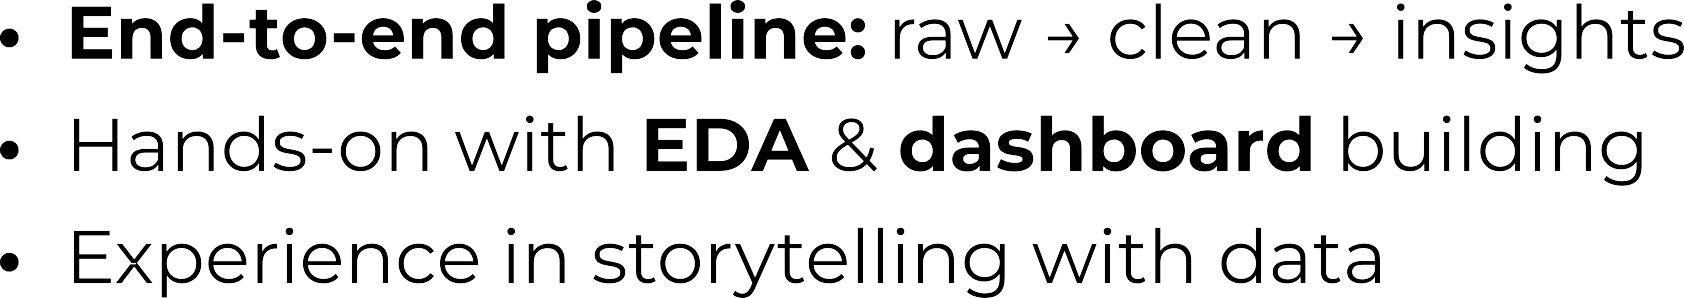 • End-to-end pipeline: raw → clean → insights
• Hands-on with EDA & dashboard building
• Experience in storytelling with data